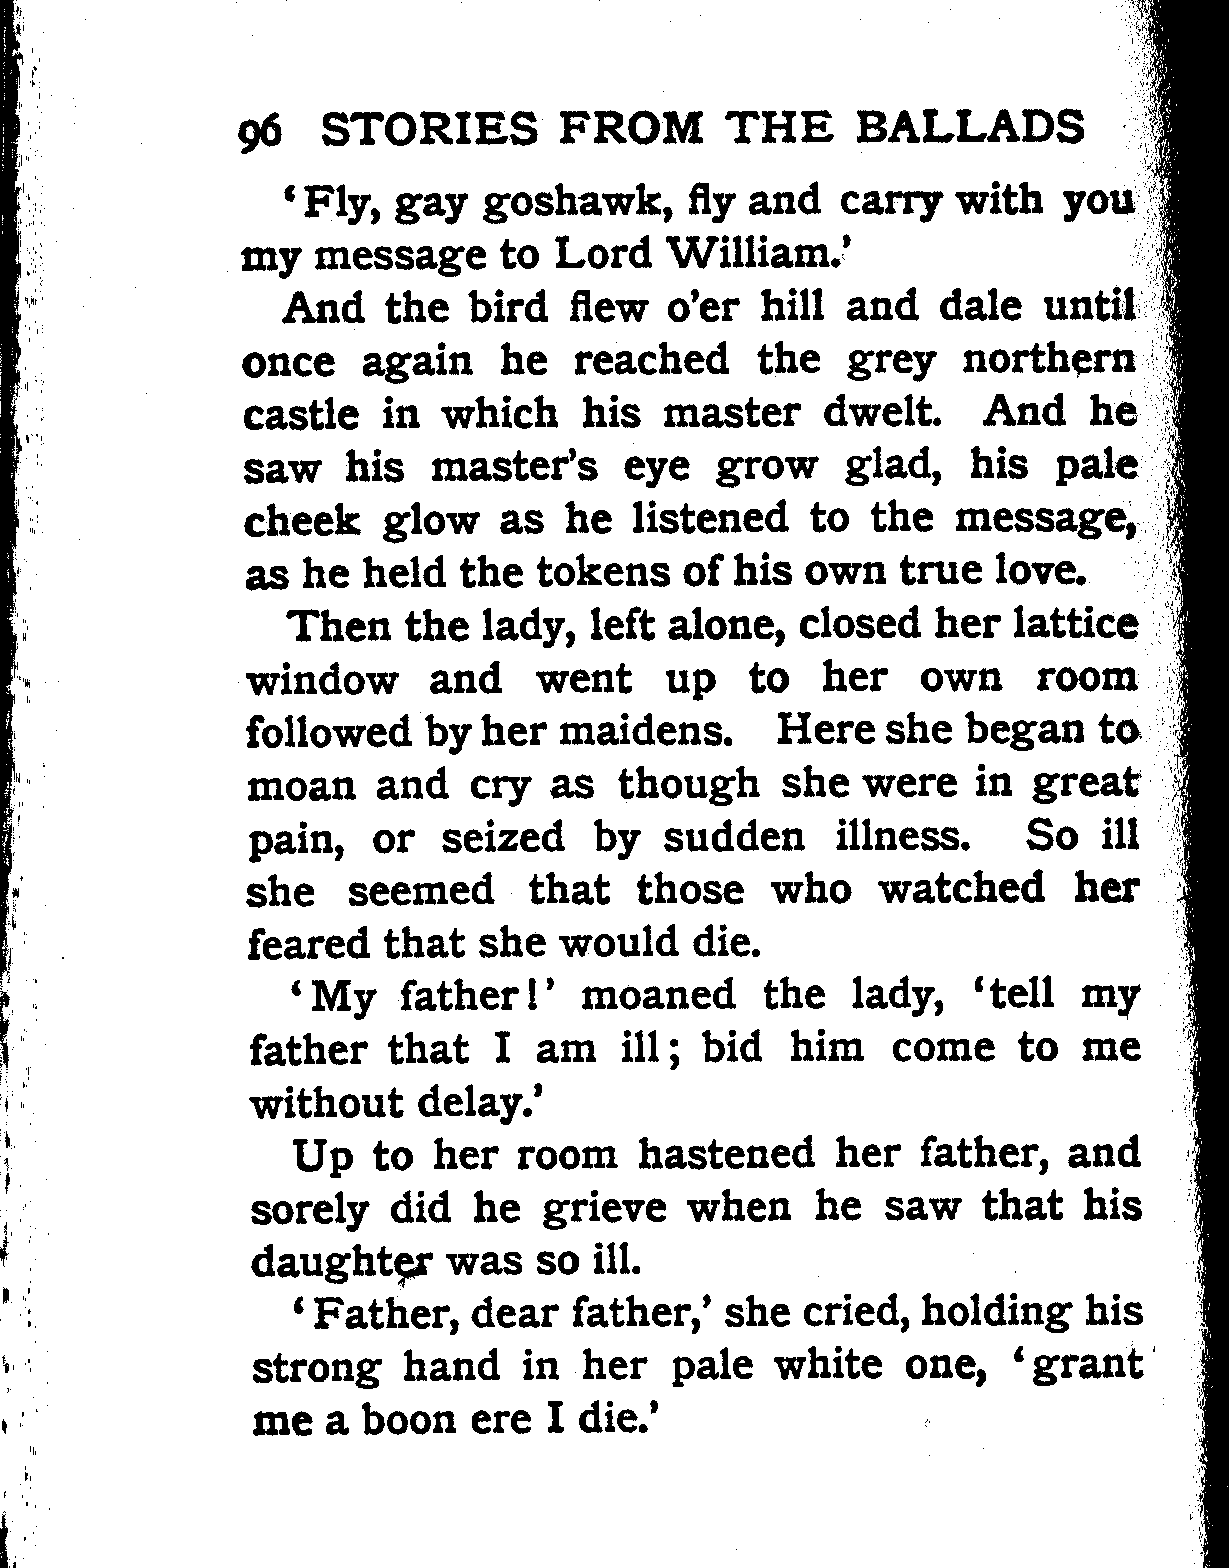 96 STORIES FROM THE BALLADS
‘Fly, gay goshawk, fly and carry with you
my message to Lord William.’
And the bird flew o’er hill and dale until
once again he reached the grey northern
castle in which his master dwelt. And he
saw his master’s eye grow glad, his pale
cheek glow as he listened to the message,
as he held the tokens of his own true love.
Then the lady, left alone, closed her lattice
window and went up to her own room
followed by her maidens. Here she began to
moan and cry as though she were in great
pain, or seized by sudden illness. So ill
she seemed that those who watched her
feared that she would die.
‘My father!’ moaned the lady, ‘tell my
father that I am ill; bid him come to me
without delay.’
Up to her room hastened her father, and
sorely did he grieve when he saw that his
daughter was so ill.
‘Father, dear father,’ she cried, holding his
strong hand in her pale white one, ‘grant
me a boon ere I die.’